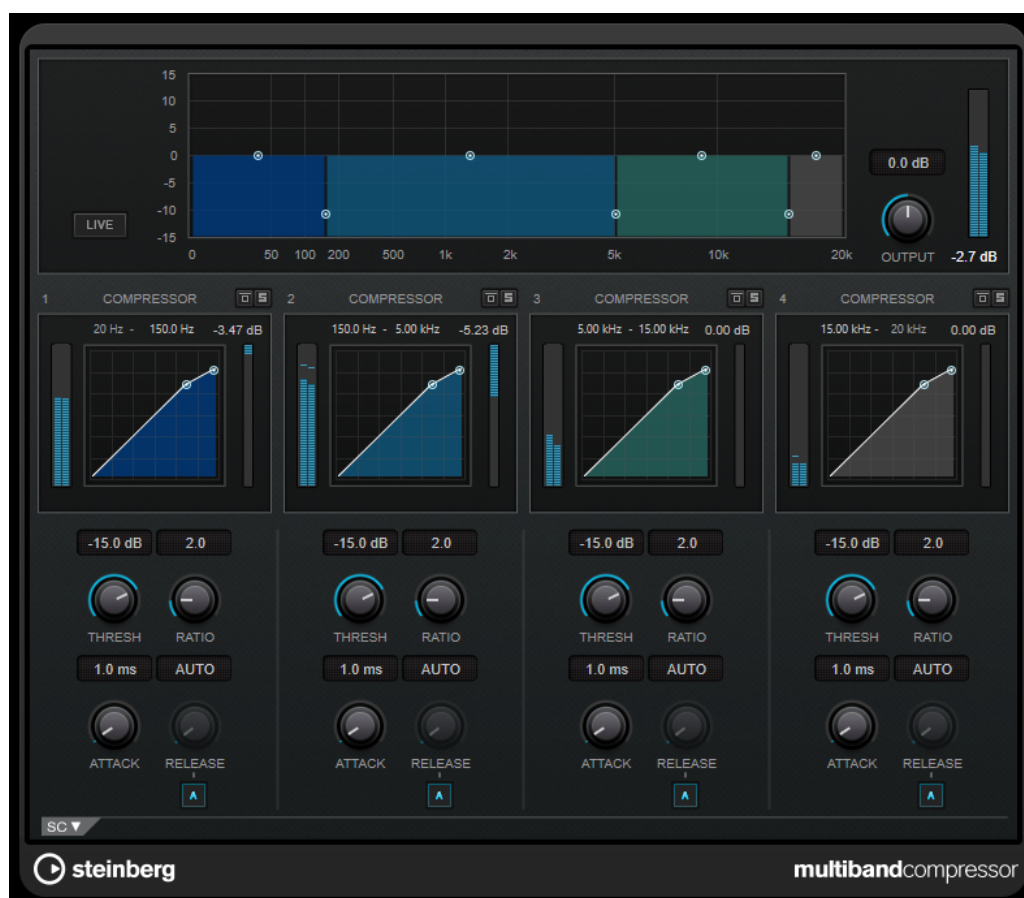 15
10
5
0
-5
-10
-15
LIVE
0 50 100 200 500 1k 2k 5k 10k 20k
0.0 dB
OUTPUT -2.7 dB
1 COMPRESSOR S 2 COMPRESSOR S 3 COMPRESSOR S 4 COMPRESSOR S
20 Hz - 150.0 Hz -3.47 dB 150.0 Hz - 5.00 kHz -5.23 dB 5.00 kHz - 15.00 kHz 0.00 dB 15.00 kHz - 20 kHz 0.00 dB
-15.0 dB 2.0 -15.0 dB 2.0 -15.0 dB 2.0 -15.0 dB 2.0
THRESH RATIO THRESH RATIO THRESH RATIO THRESH RATIO
1.0 ms AUTO 1.0 ms AUTO 1.0 ms AUTO 1.0 ms AUTO
ATTACK RELEASE ATTACK RELEASE ATTACK RELEASE ATTACK RELEASE
A A A A
SC ▼
steinberg multibandcompressor